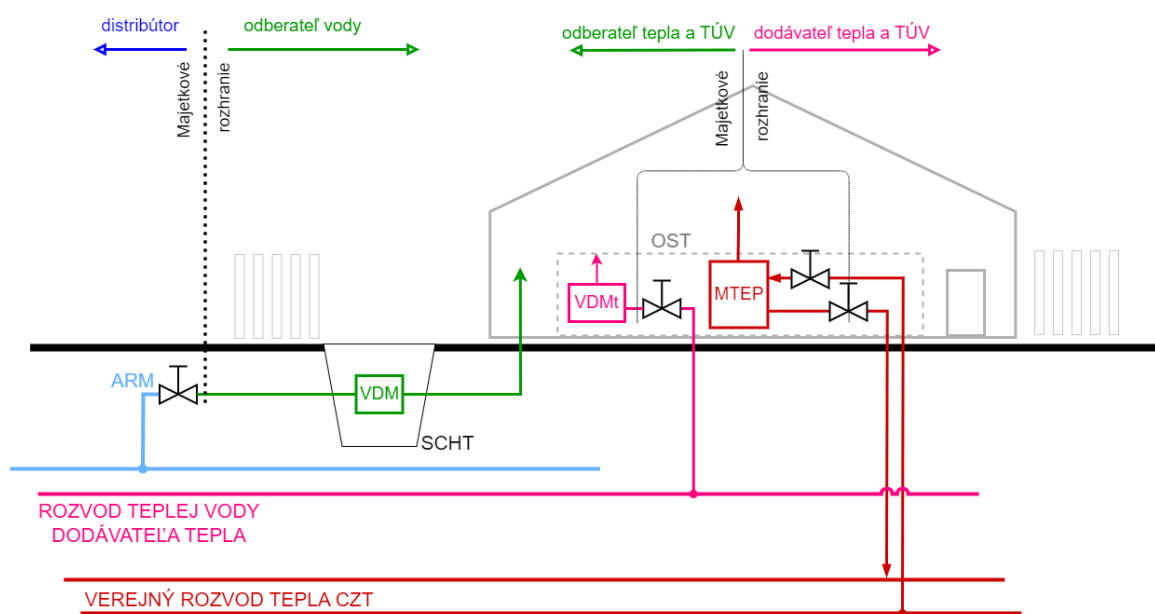 distribútor
odberateľ vody
odberateľ tepla a TÚV
dodávateľ tepla a TÚV
Majetkové
rozhranie
Majetkové
rozhranie
OST
VDMt
MTEP
ARM
VDM
SCHT
ROZVOD TEPLEJ VODY
DODÁVATEĽA TEPLA
VEREJNÝ ROZVOD TEPLA CZT